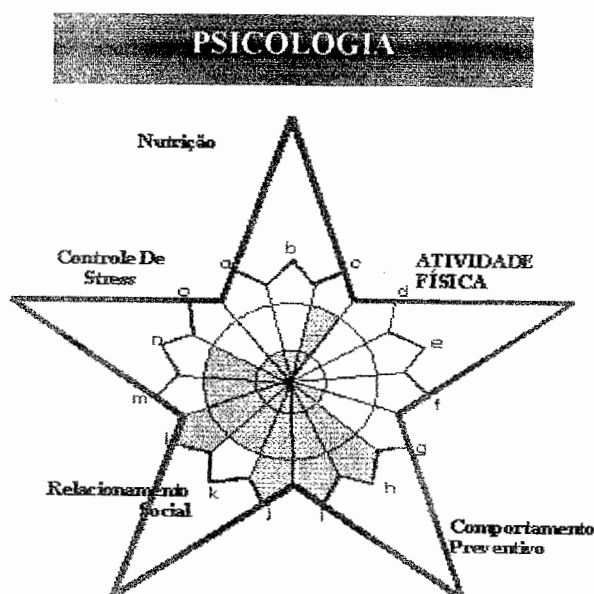 PSICOLOGIA
Nutrição
Controle De
Stress
ATIVIDADE
FÍSICA
a
b
c
d
e
f
g
h
i
j
k
l
m
n
o
Relacionamento
Social
Comportamento
Preventivo